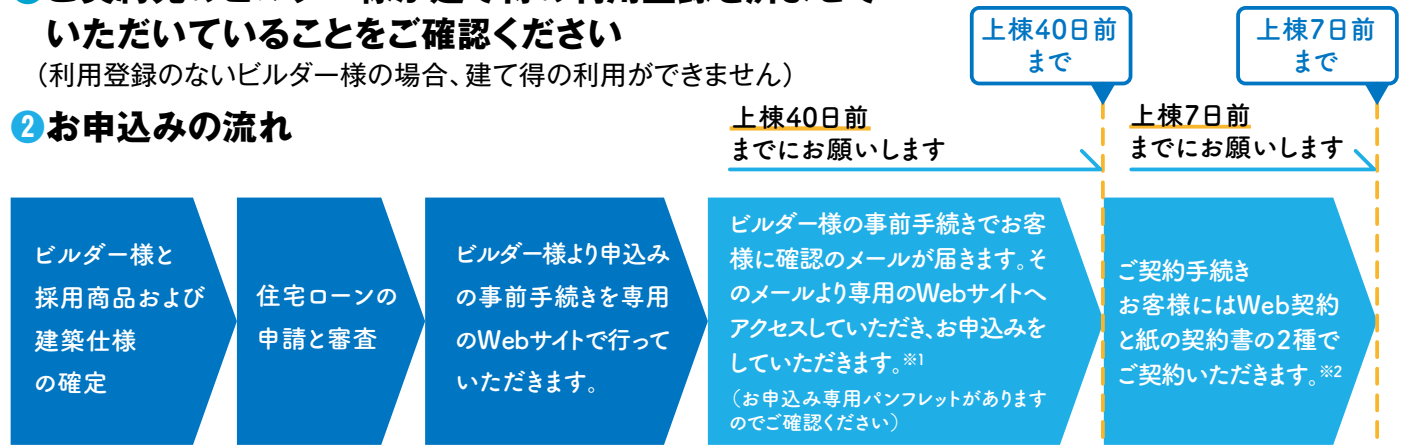 いただいていることをご確認ください
（利用登録のないビルダー様の場合、建て得の利用ができません）
❷お申込みの流れ
上棟40日前
まで
上棟7日前
まで
上棟40日前
までにお願いします
上棟7日前
までにお願いします
ビルダー様と
採用商品および
建築仕様
の確定
住宅ローンの
申請と審査
ビルダー様より申込み
の事前手続きを専用
のWebサイトで行って
いただきます。
ビルダー様の事前手続きでお客
様に確認のメールが届きます。そ
のメールより専用のWebサイトへ
アクセスしていただき、お申込みを
していただきます。※1
（お申込み専用パンフレットがあります
のでご確認ください）
ご契約手続き
お客様にはWeb契約
と紙の契約書の2種で
ご契約いただきます。※2